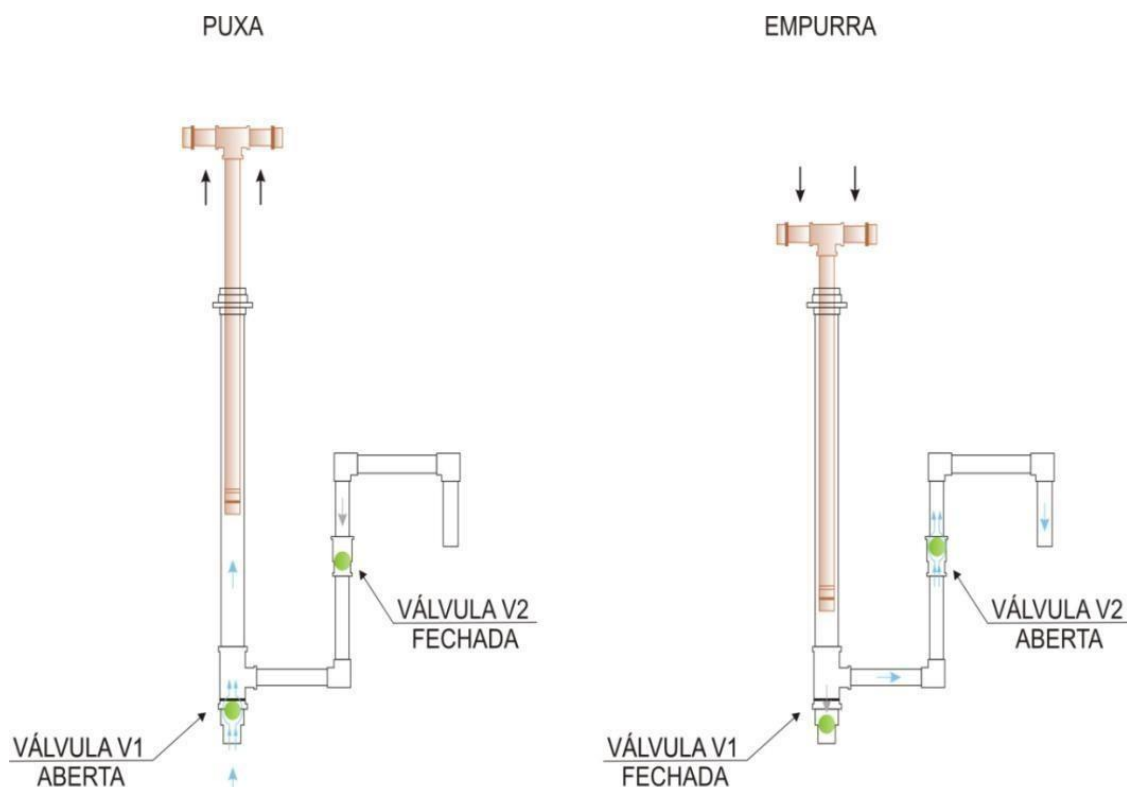 PUXA
EMPURRA
VÁLVULA V2
FECHADA
VÁLVULA V2
ABERTA
VÁLVULA V1
ABERTA
VÁLVULA V1
FECHADA